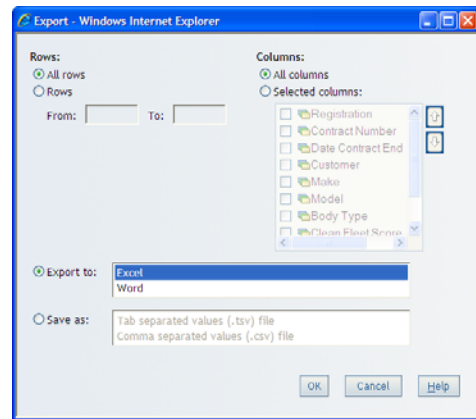 Export - Windows Internet Explorer
Rows:
All rows
Rows
From:
To:
Columns:
All columns
Selected columns:
Registration
Contract Number
Date Contract End
Customer
Make
Model
Body Type
Clean Fleet Score
Export to:
Excel
Word
Save as:
Tab separated values (.tsv) file
Comma separated values (.csv) file
OK
Cancel
Help